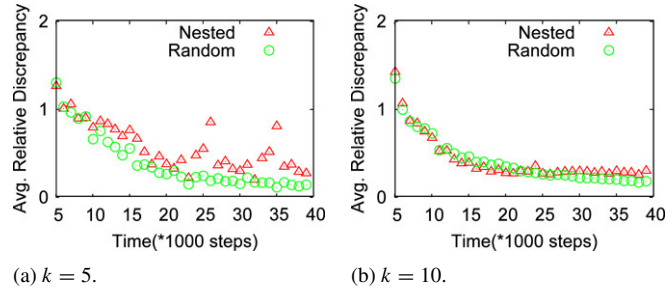 Avg. Relative Discrepancy
2
1
0
Nested
Random
5 10 15 20 25 30 35 40
Time(*1000 steps)
(a) k = 5.
Avg. Relative Discrepancy
2
1
0
Nested
Random
5 10 15 20 25 30 35 40
Time(*1000 steps)
(b) k = 10.